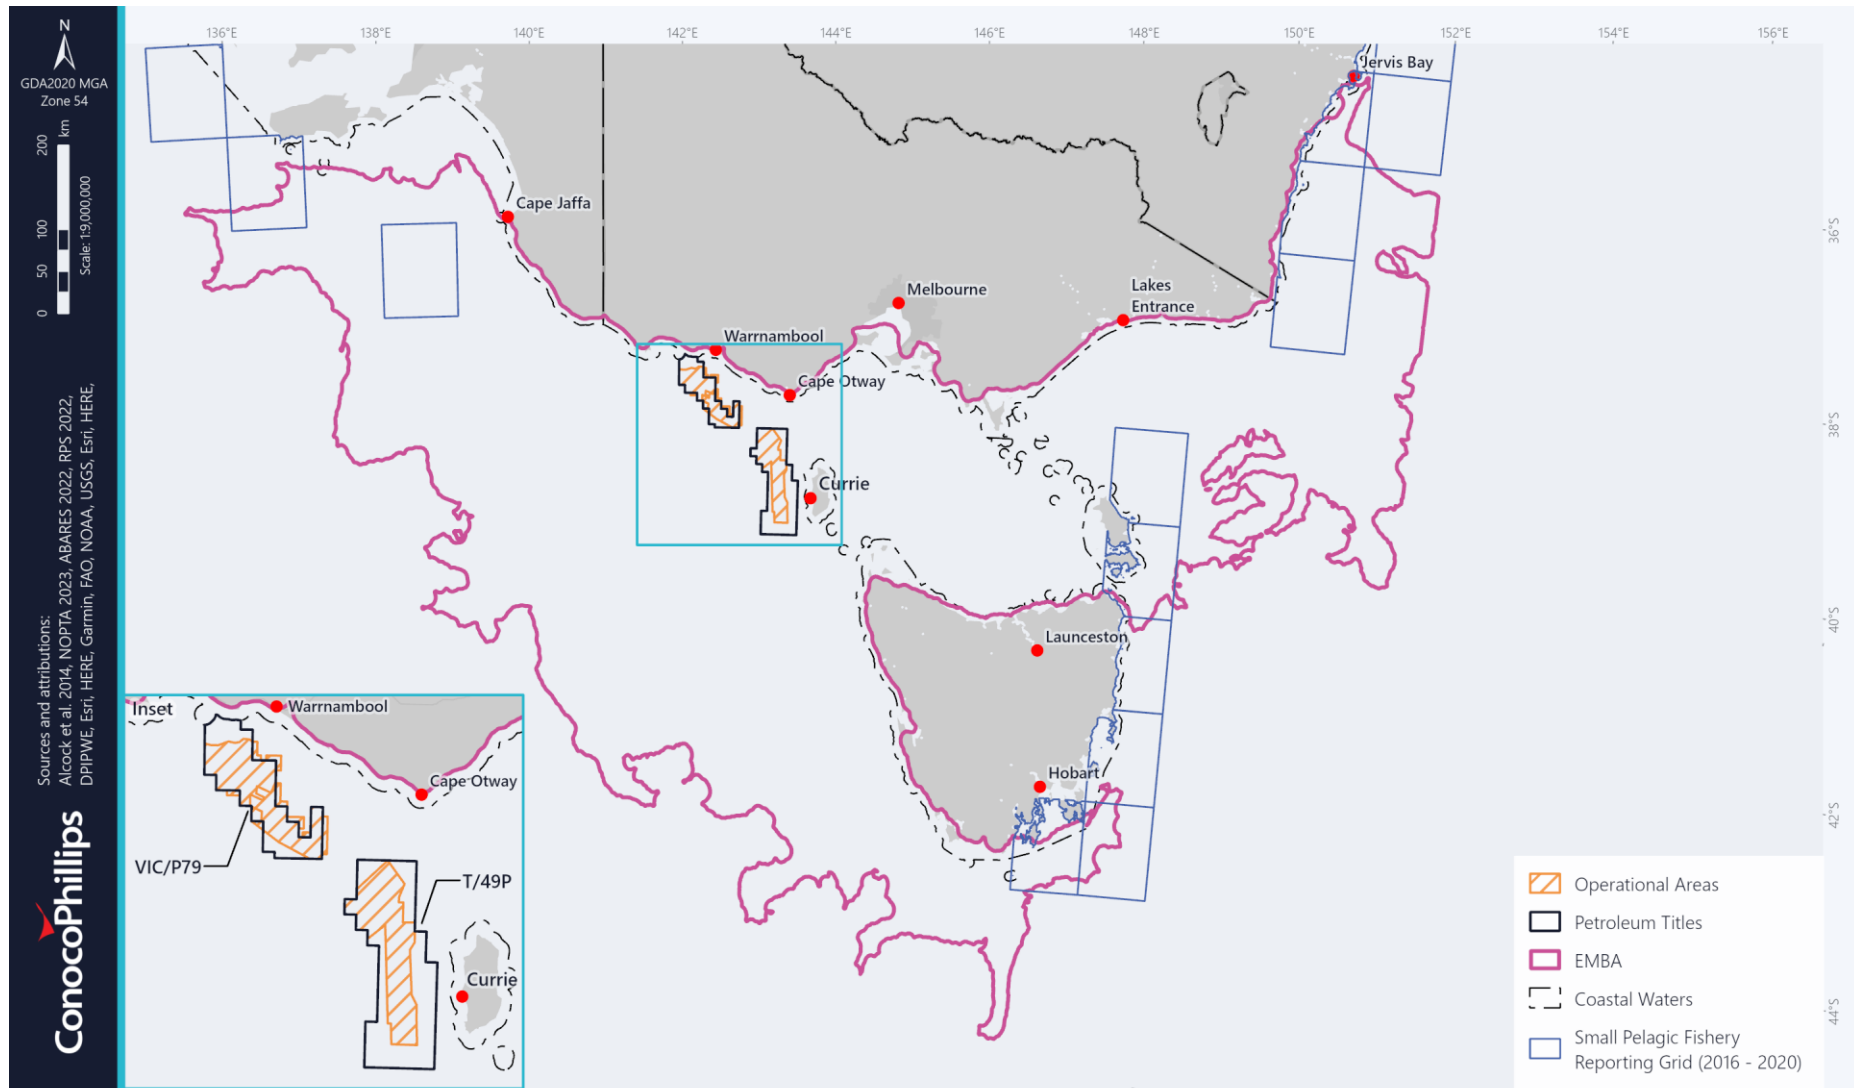 N
GDA2020 MGA
Zone 54
0 50 100 200
km
Scale: 1:9,000,000
Sources and attributions:
Alcock et al. 2014, NOPTA 2023, ABARES 2022, RPS 2022,
DPIPWE, Esri, HERE, Garmin, FAO, NOAA, USGS, Esri, HERE,
ConocoPhillips
136°E 138°E 140°E 142°E 144°E 146°E 148°E 150°E 152°E 154°E 156°E
Jervis Bay
Cape Jaffa
36°S
Melbourne
Lakes
Entrance
Warrnambool
Cape Otway
38°S
Currie
40°S
Launceston
Hobart
42°S
44°S
Inset
Warrnambool
Cape Otway
VIC/P79
T/49P
Currie
Operational Areas
Petroleum Titles
EMBA
Coastal Waters
Small Pelagic Fishery
Reporting Grid (2016 - 2020)